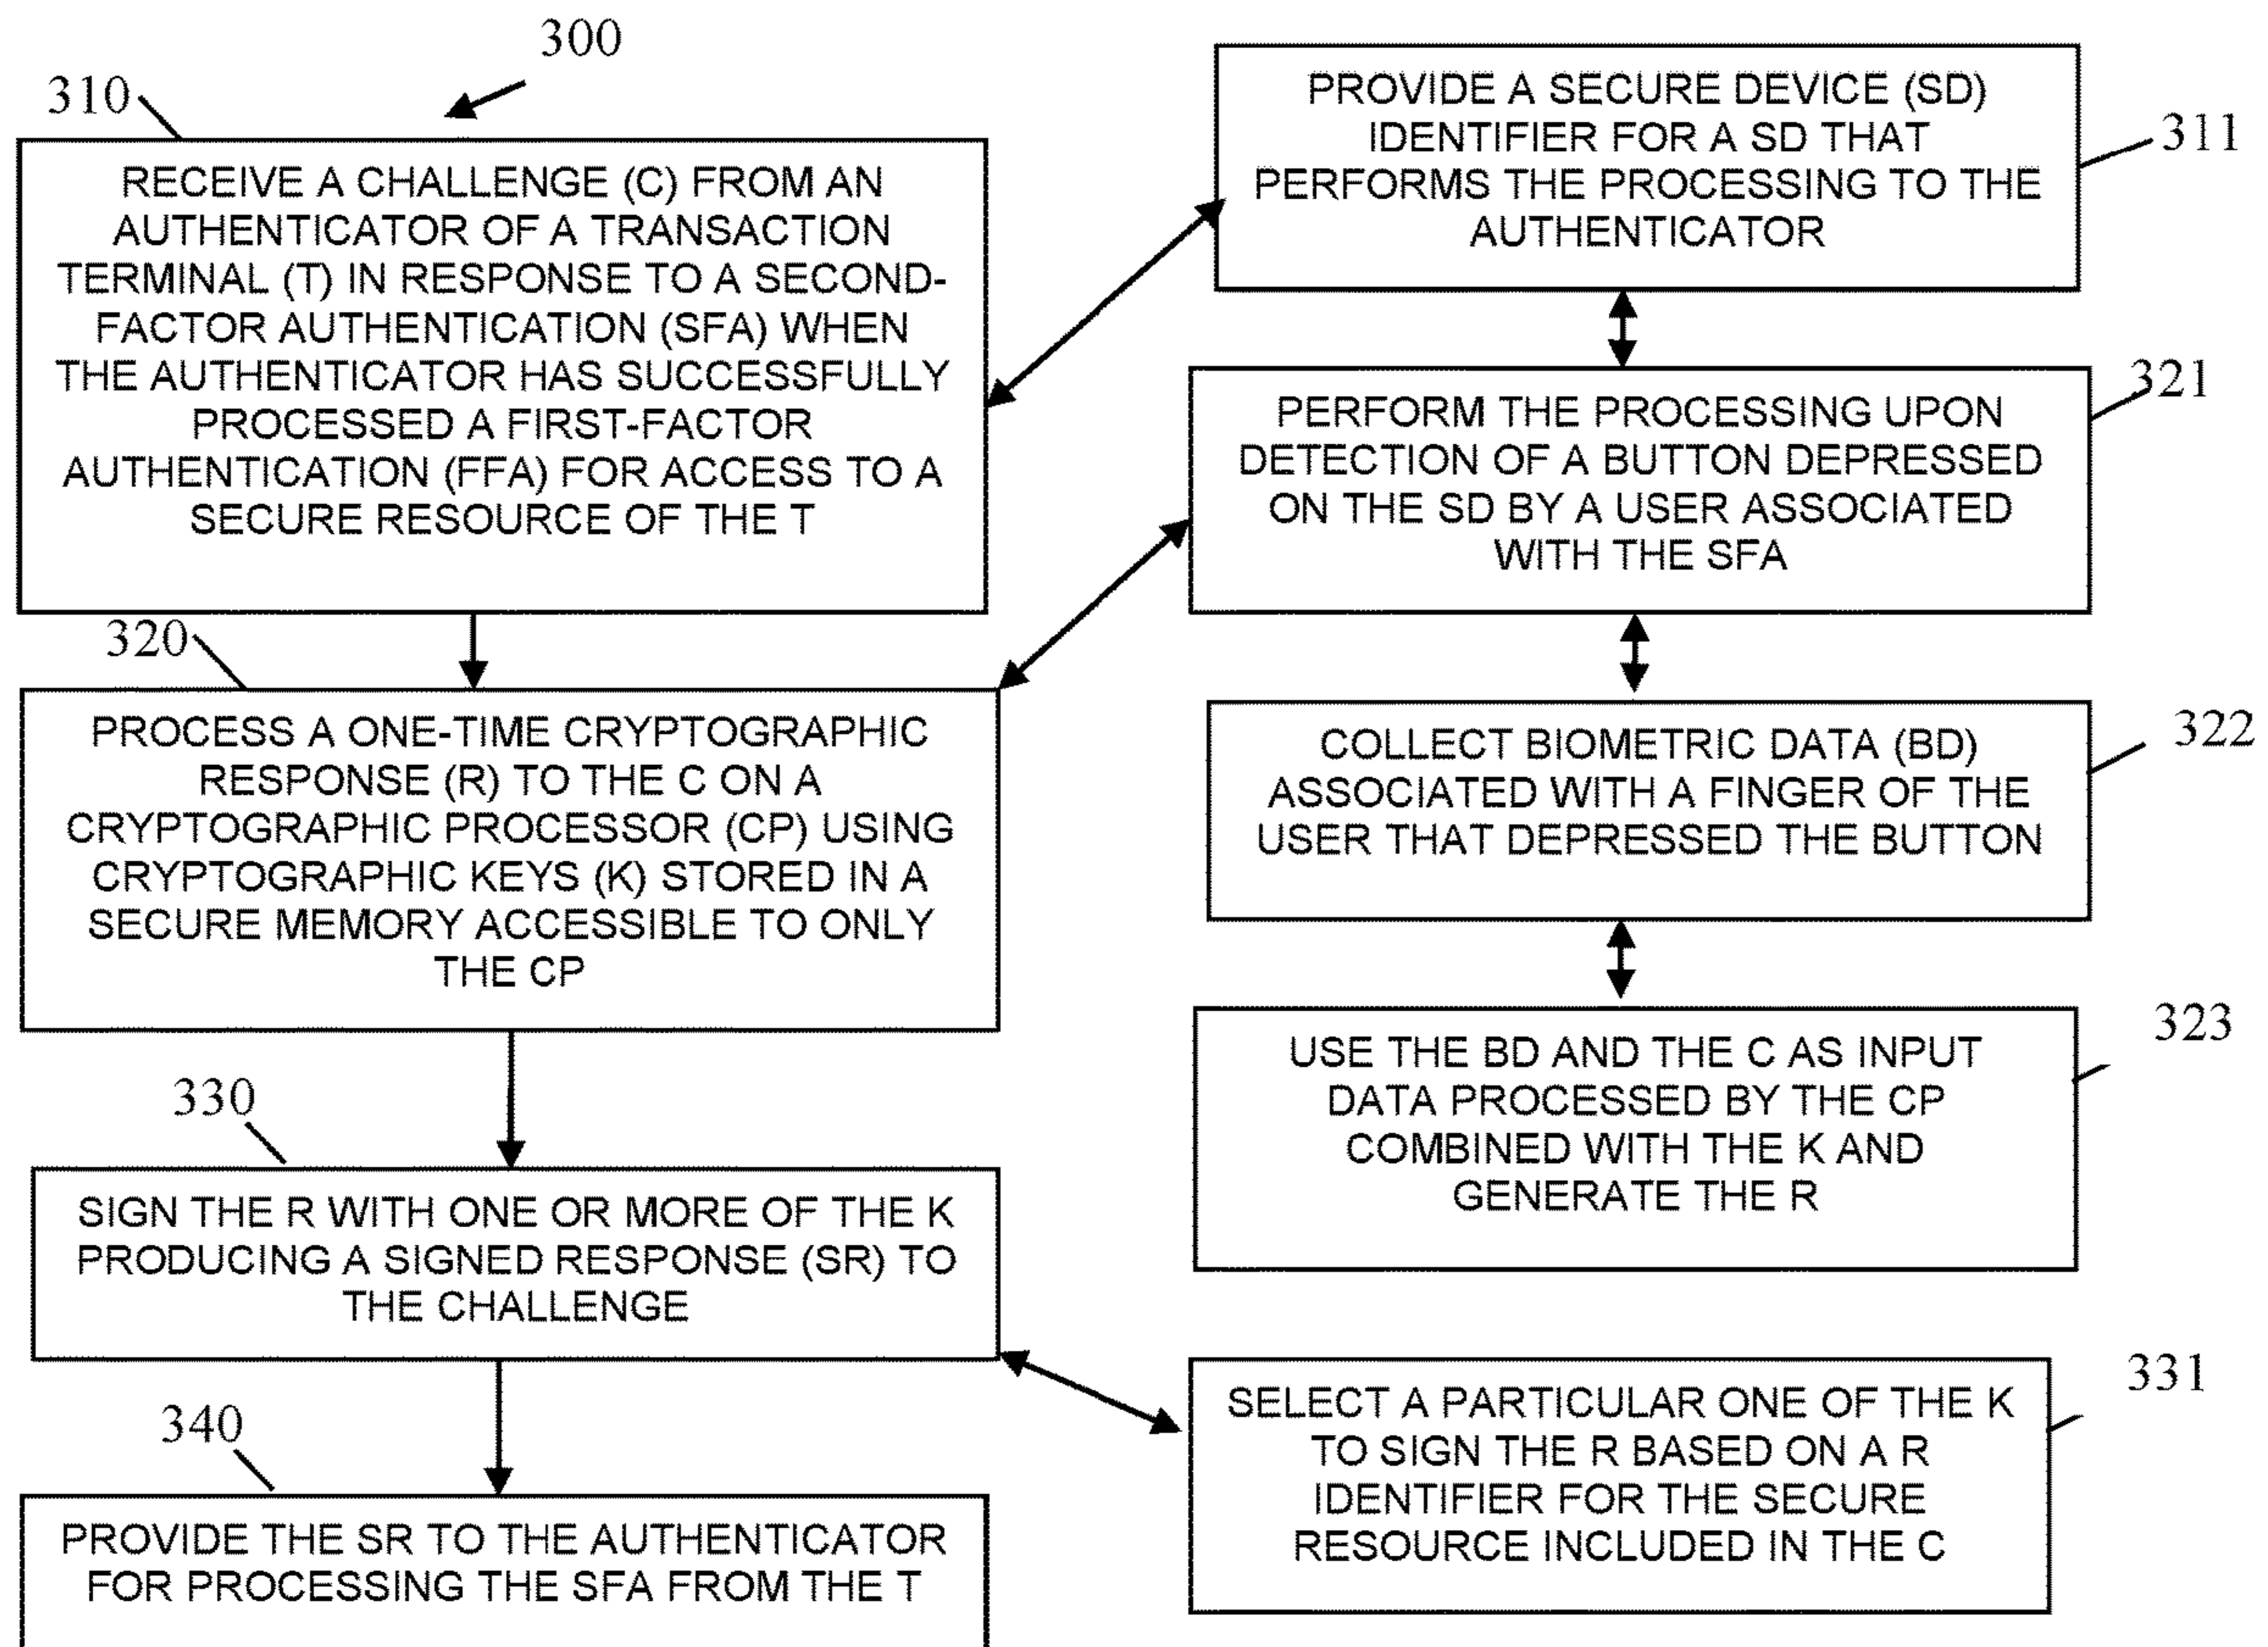 300
310
RECEIVE A CHALLENGE (C) FROM AN
AUTHENTICATOR OF A TRANSACTION
TERMINAL (T) IN RESPONSE TO A SECOND-
FACTOR AUTHENTICATION (SFA) WHEN
THE AUTHENTICATOR HAS SUCCESSFULLY
PROCESSED A FIRST-FACTOR
AUTHENTICATION (FFA) FOR ACCESS TO A
SECURE RESOURCE OF THE T
320
PROCESS A ONE-TIME CRYPTOGRAPHIC
RESPONSE (R) TO THE C ON A
CRYPTOGRAPHIC PROCESSOR (CP) USING
CRYPTOGRAPHIC KEYS (K) STORED IN A
SECURE MEMORY ACCESSIBLE TO ONLY
THE CP
330
SIGN THE R WITH ONE OR MORE OF THE K
PRODUCING A SIGNED RESPONSE (SR) TO
THE CHALLENGE
340
PROVIDE THE SR TO THE AUTHENTICATOR
FOR PROCESSING THE SFA FROM THE T
311
PROVIDE A SECURE DEVICE (SD)
IDENTIFIER FOR A SD THAT
PERFORMS THE PROCESSING TO THE
AUTHENTICATOR
321
PERFORM THE PROCESSING UPON
DETECTION OF A BUTTON DEPRESSED
ON THE SD BY A USER ASSOCIATED
WITH THE SFA
322
COLLECT BIOMETRIC DATA (BD)
ASSOCIATED WITH A FINGER OF THE
USER THAT DEPRESSED THE BUTTON
323
USE THE BD AND THE C AS INPUT
DATA PROCESSED BY THE CP
COMBINED WITH THE K AND
GENERATE THE R
331
SELECT A PARTICULAR ONE OF THE K
TO SIGN THE R BASED ON A R
IDENTIFIER FOR THE SECURE
RESOURCE INCLUDED IN THE C